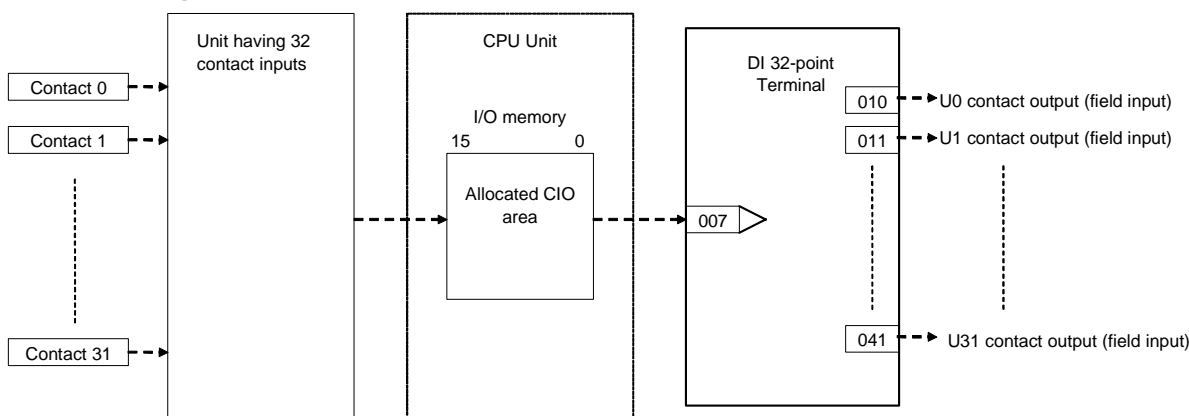 Unit having 32
contact inputs
CPU Unit
DI 32-point
Terminal
Contact 0
Contact 1
Contact 31
I/O memory
15 0
Allocated CIO
area
007
010
U0 contact output (field input)
011
U1 contact output (field input)
041
U31 contact output (field input)